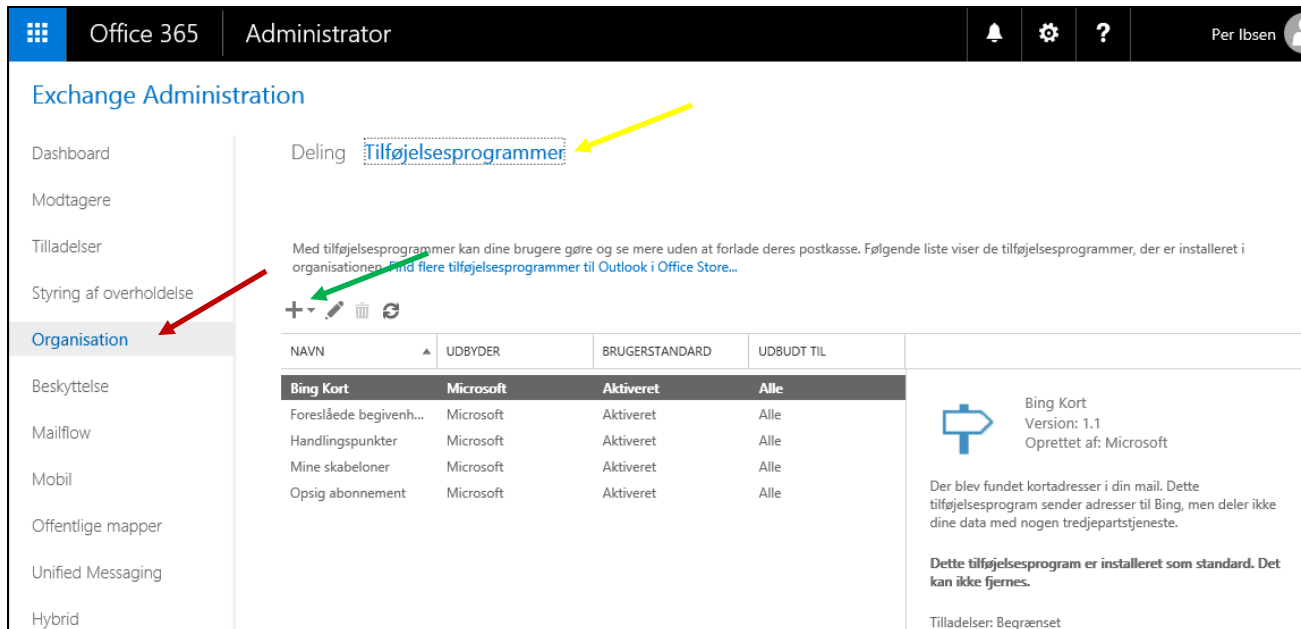 Office 365 Administrator ? Per Ibsen
Exchange Administration
Dashboard
Modtagere
Tilladelser
Styring af overholdelse
Organisation
Beskyttelse
Mailflow
Mobil
Offentlige mapper
Unified Messaging
Hybrid
Deling Tilføjelsesprogrammer
Med tilføjelsesprogrammer kan dine brugere gøre og se mere uden at forlade deres postkasse. Følgende liste viser de tilføjelsesprogrammer, der er installeret i
organisationen. Find flere tilføjelsesprogrammer til Outlook i Office Store...
NAVN UDBYDER BRUGERSTANDARD UDBUDT TIL
Bing Kort Microsoft Aktiveret Alle
Foreslåede begivenh... Microsoft Aktiveret Alle
Handlingspunkter Microsoft Aktiveret Alle
Mine skabeloner Microsoft Aktiveret Alle
Opsig abonnement Microsoft Aktiveret Alle
Bing Kort
Version: 1.1
Oprettet af: Microsoft
Der blev fundet kortadresser i din mail. Dette
tilføjelsesprogram sender adresser til Bing, men deler ikke
dine data med nogen tredjepartstjeneste.
Dette tilføjelsesprogram er installeret som standard. Det
kan ikke fjernes.
Tilladelser: Begrænset